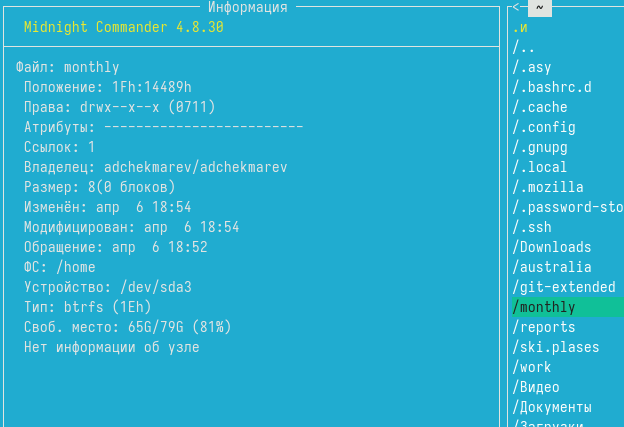 Информация
Midnight Commander 4.8.30
Файл: monthly
Положение: 1Fh:14489h
Права: drwx--x--x (0711)
Атрибуты: -------------------------
Ссылок: 1
Владелец: adchekmarev/adchekmarev
Размер: 8(0 блоков)
Изменён: апр  6 18:54
Модифицирован: апр  6 18:54
Обращение: апр  6 18:52
ФС: /home
Устройство: /dev/sda3
Тип: btrfs (1Eh)
Своб. место: 65G/79G (81%)
Нет информации об узле
<- ~
.и
/..
/.asy
/.bashrc.d
/.cache
/.config
/.gnupg
/.local
/.mozilla
/.password-sto
/.ssh
/Downloads
/australia
/git-extended
/monthly
/reports
/ski.plases
/work
/Видео
/Документы
/Загрузки